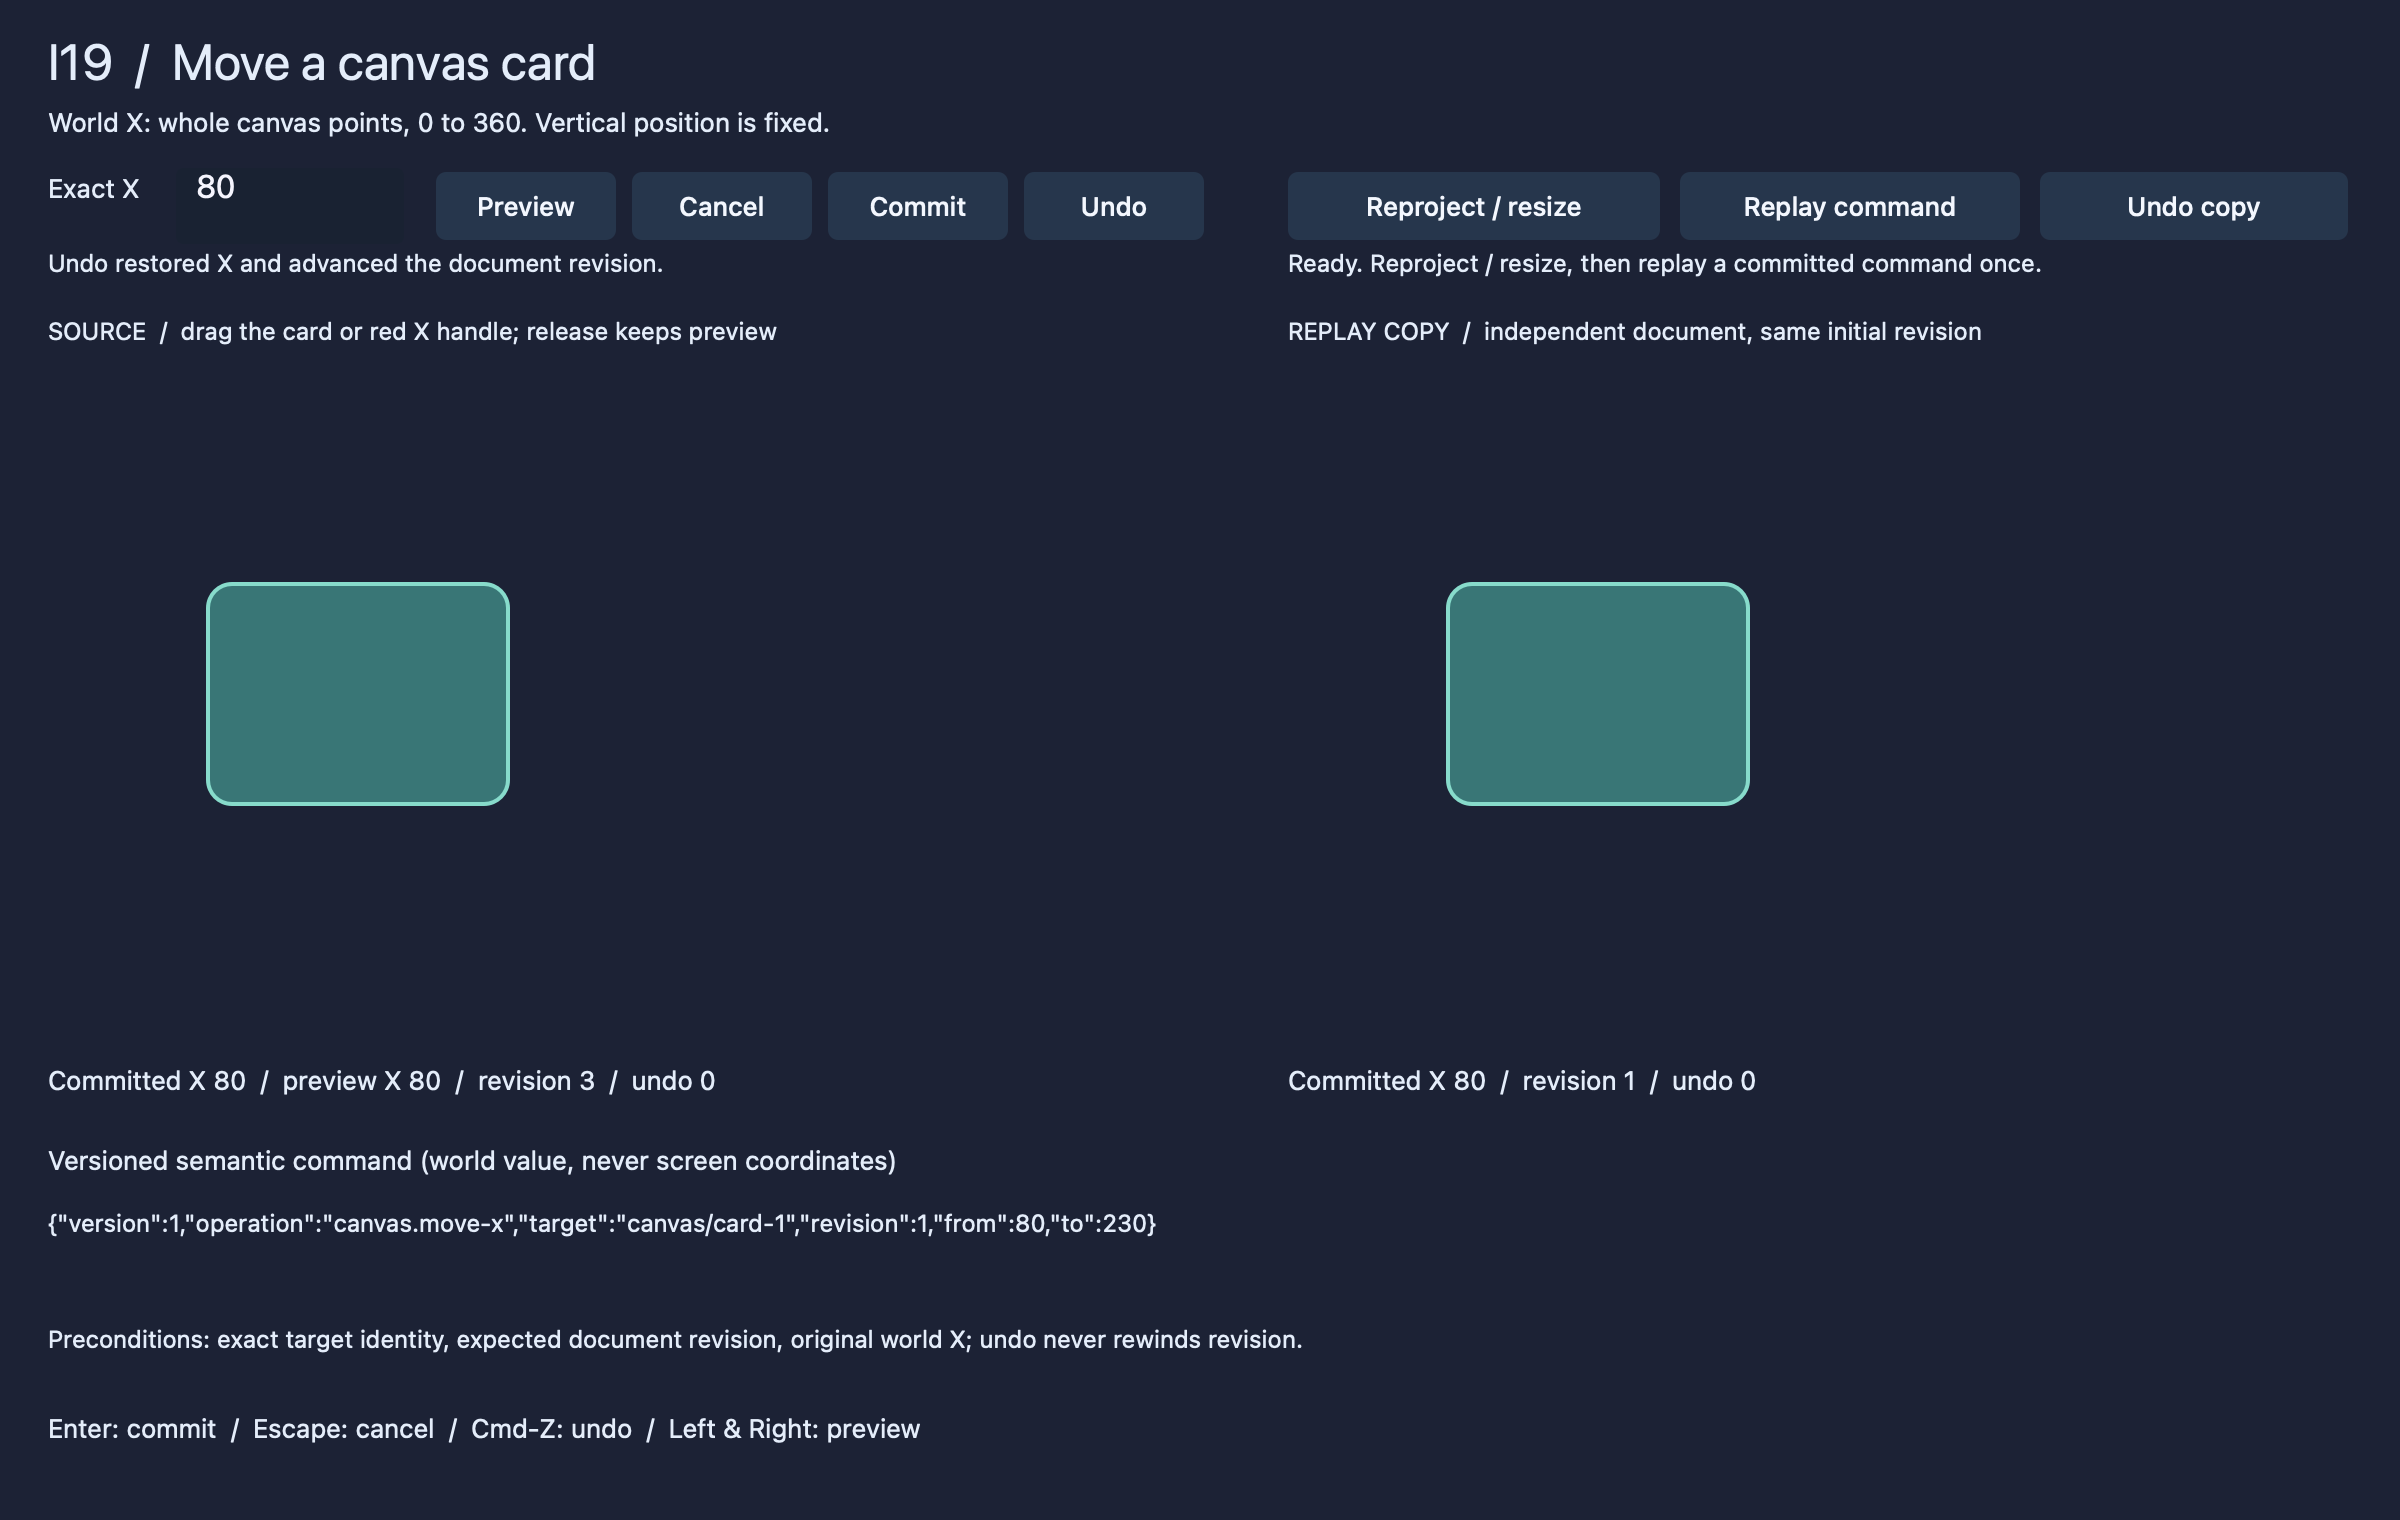 I19 / Move a canvas card
World X: whole canvas points, 0 to 360. Vertical position is fixed.
Exact X 80 Preview Cancel Commit Undo Reproject / resize Replay command Undo copy
Undo restored X and advanced the document revision.
Ready. Reproject / resize, then replay a committed command once.
SOURCE / drag the card or red X handle; release keeps preview
REPLAY COPY / independent document, same initial revision
Committed X 80 / preview X 80 / revision 3 / undo 0
Committed X 80 / revision 1 / undo 0
Versioned semantic command (world value, never screen coordinates)
{"version":1,"operation":"canvas.move-x","target":"canvas/card-1","revision":1,"from":80,"to":230}
Preconditions: exact target identity, expected document revision, original world X; undo never rewinds revision.
Enter: commit / Escape: cancel / Cmd-Z: undo / Left & Right: preview